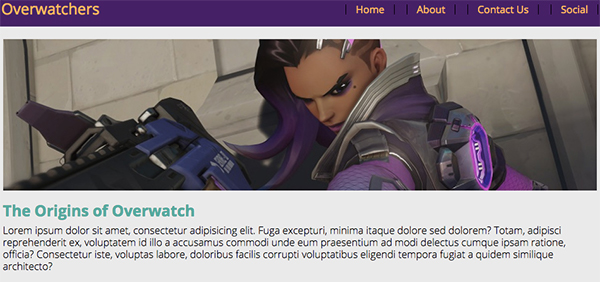 Overwatchers
Home
About
Contact Us
Social
The Origins of Overwatch
Lorem ipsum dolor sit amet, consectetur adipisicing elit. Fuga excepturi, minima itaque dolore sed dolorem? Totam, adipisci
reprehenderit ex, voluptatem id illo a accusamus commodi unde eum praesentium ad modi delectus cumque ipsam ratione,
officia? Consectetur iste, voluptas labore, doloribus facilis corrupti voluptatibus eligendi tempora fugiat a quidem similique
architecto?